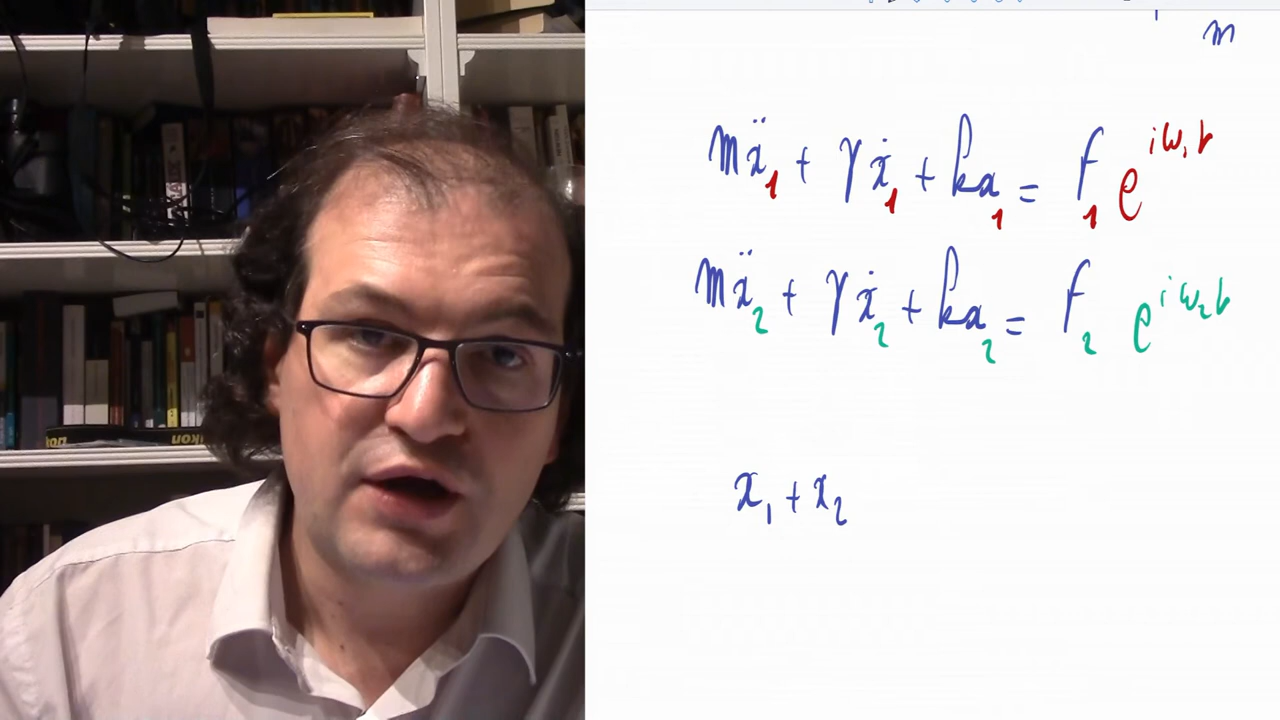 m
mẍ₁ + γẋ₁ + kx₁ = f₁ e^{iω₁t}
mẍ₂ + γẋ₂ + kx₂ = f₂ e^{iω₂t}
x₁ + x₂